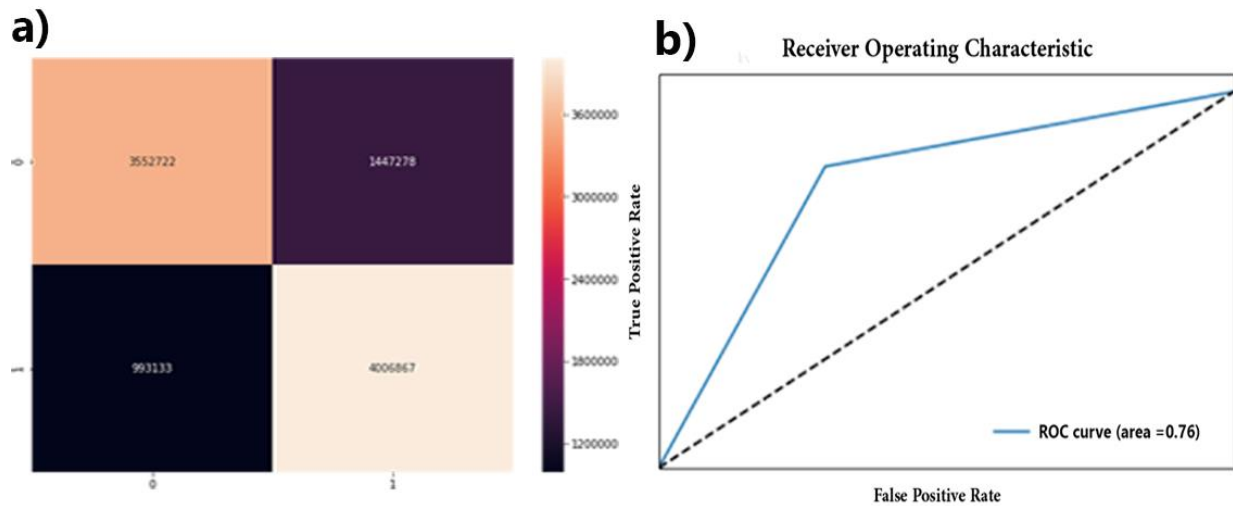 a)
3552722
1447278
993133
4006867
0
1
0
1
3600000
3000000
2400000
1800000
1200000
b)
Receiver Operating Characteristic
True Positive Rate
ROC curve (area =0.76)
False Positive Rate